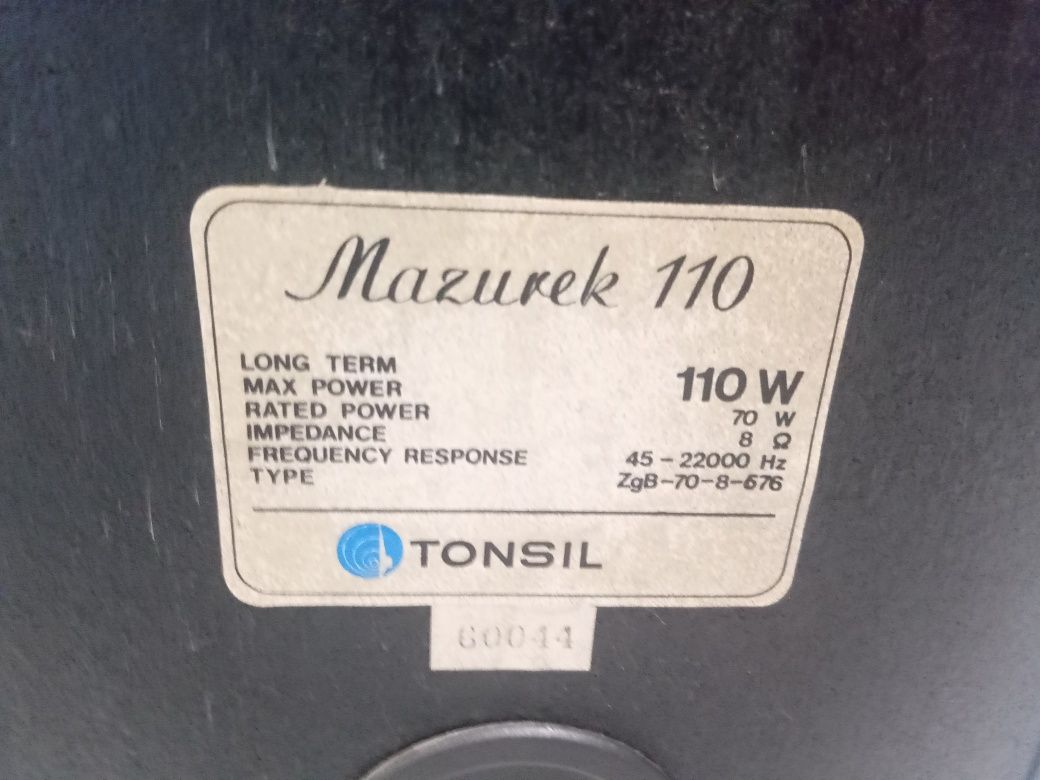 Mazurek 110
LONG TERM
MAX POWER 110 W
RATED POWER 70 W
IMPEDANCE 8 Ω
FREQUENCY RESPONSE 45-22000 Hz
TYPE ZgB-70-8-676
TONSIL
60044